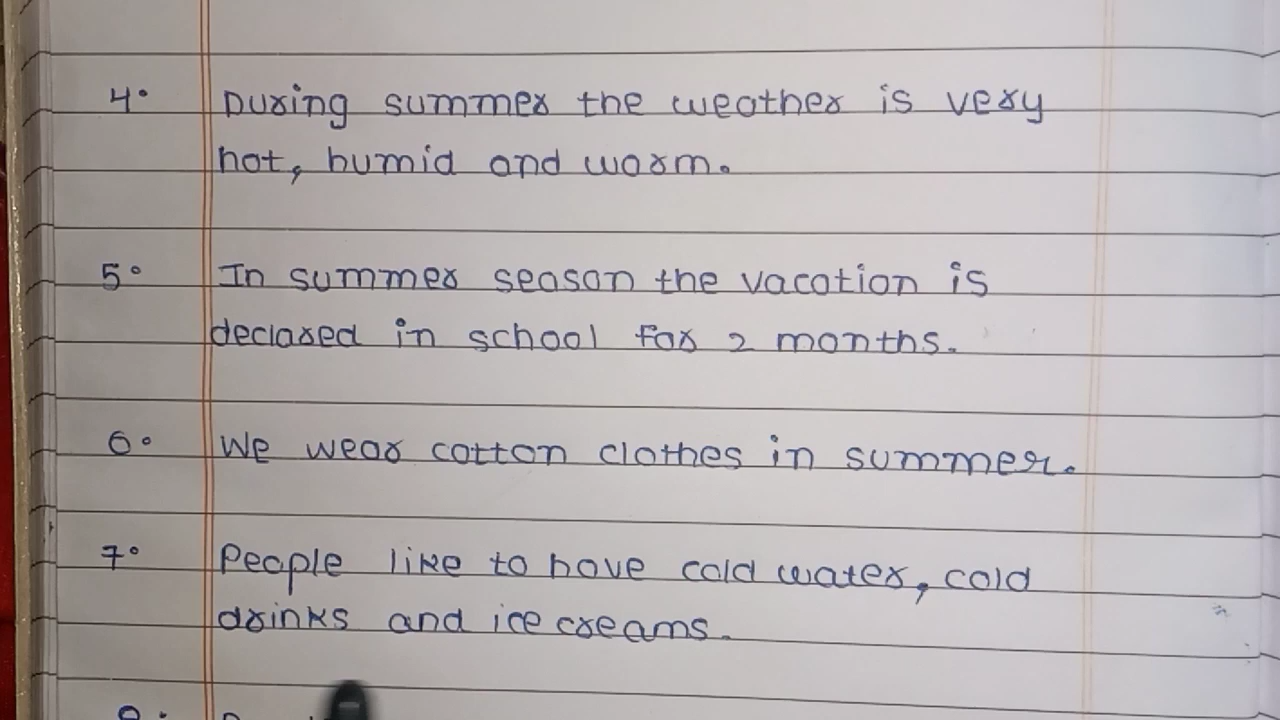 4. During summer the weather is very
hot, humid and warm.
5. In summer season the vacation is
declared in school for 2 months.
6. We wear cotton clothes in summer.
7. People like to have cold water, cold
drinks and ice creams.